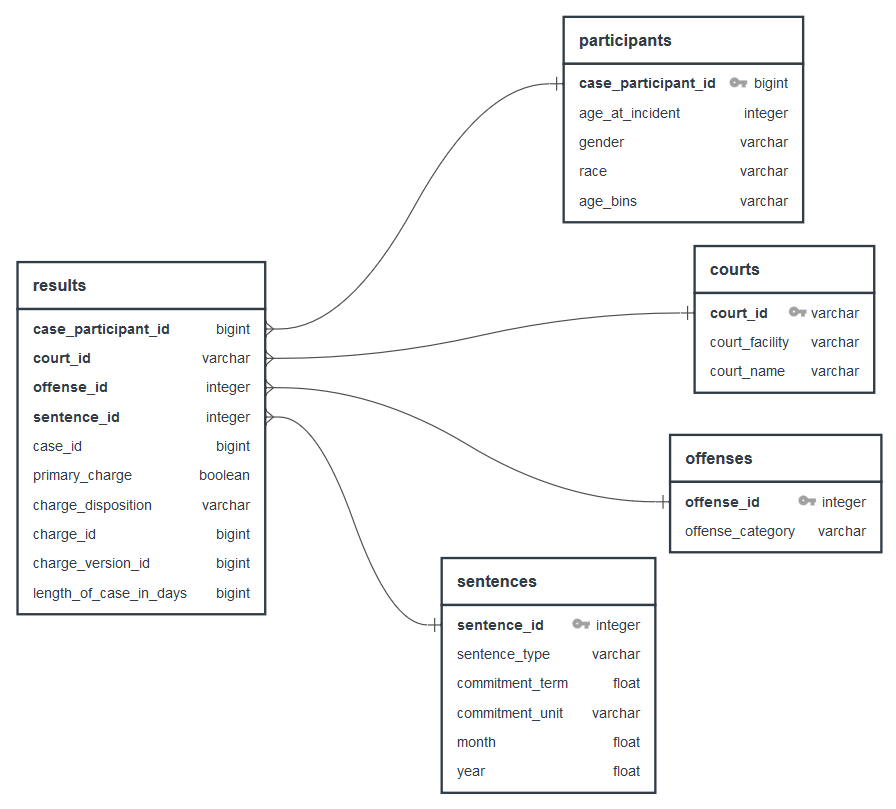 participants
case_participant_id bigint
age_at_incident integer
gender varchar
race varchar
age_bins varchar
courts
court_id varchar
court_facility varchar
court_name varchar
results
case_participant_id bigint
court_id varchar
offense_id integer
sentence_id integer
case_id bigint
primary_charge boolean
charge_disposition varchar
charge_id bigint
charge_version_id bigint
length_of_case_in_days bigint
offenses
offense_id integer
offense_category varchar
sentences
sentence_id integer
sentence_type varchar
commitment_term float
commitment_unit varchar
month float
year float